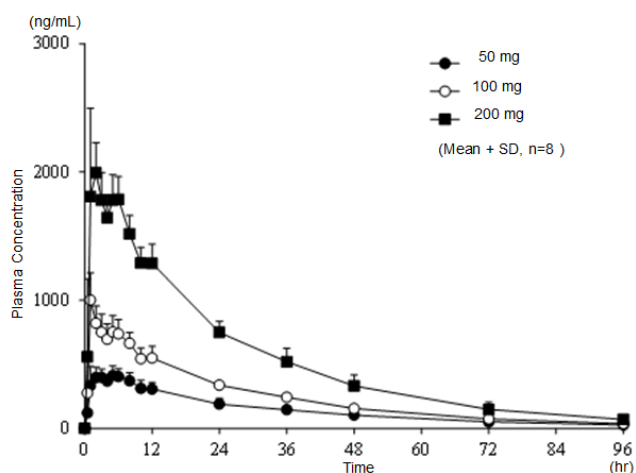 (ng/mL)
3000
2000
1000
0
Plasma Concentration
50 mg
100 mg
200 mg
(Mean + SD, n=8 )
0 12 24 36 48 60 72 84 96
Time
(hr)